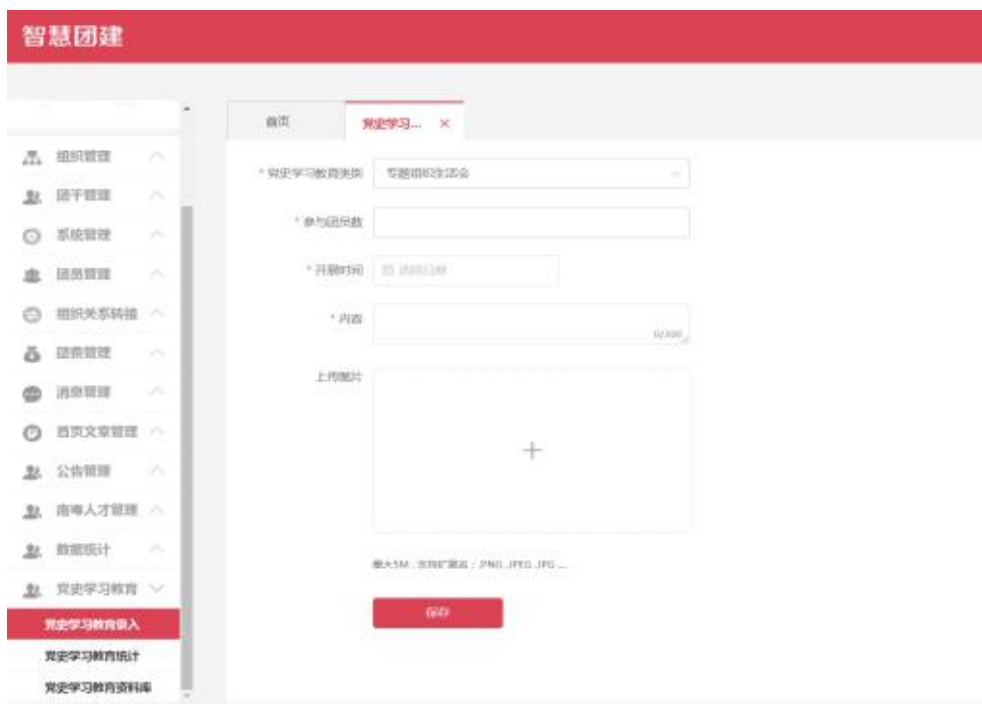 智慧团建
首页
党史学习...
组织管理
团干管理
系统管理
团员管理
组织关系转接
团费管理
消息管理
首页文章管理
公告管理
南粤人才管理
数据统计
党史学习教育
党史学习教育录入
党史学习教育统计
党史学习教育资料库
* 党史学习教育类别
专题组织生活会
* 参与团员数
* 开展时间
选择日期
* 内容
0/300
上传图片
最大5M，支持扩展名：.PNG .JPEG .JPG ...
保存